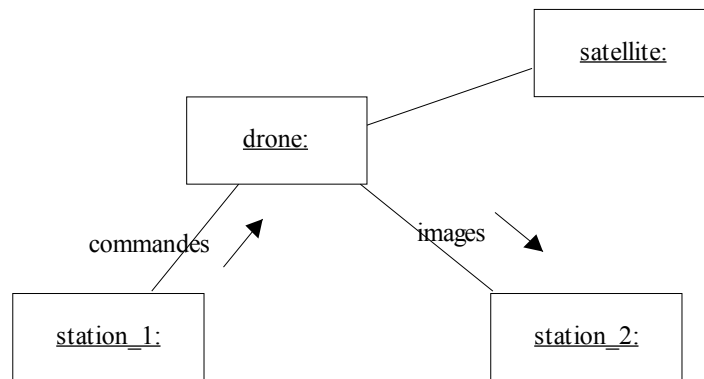 satellite:
drone:
commandes
images
station_1:
station_2: